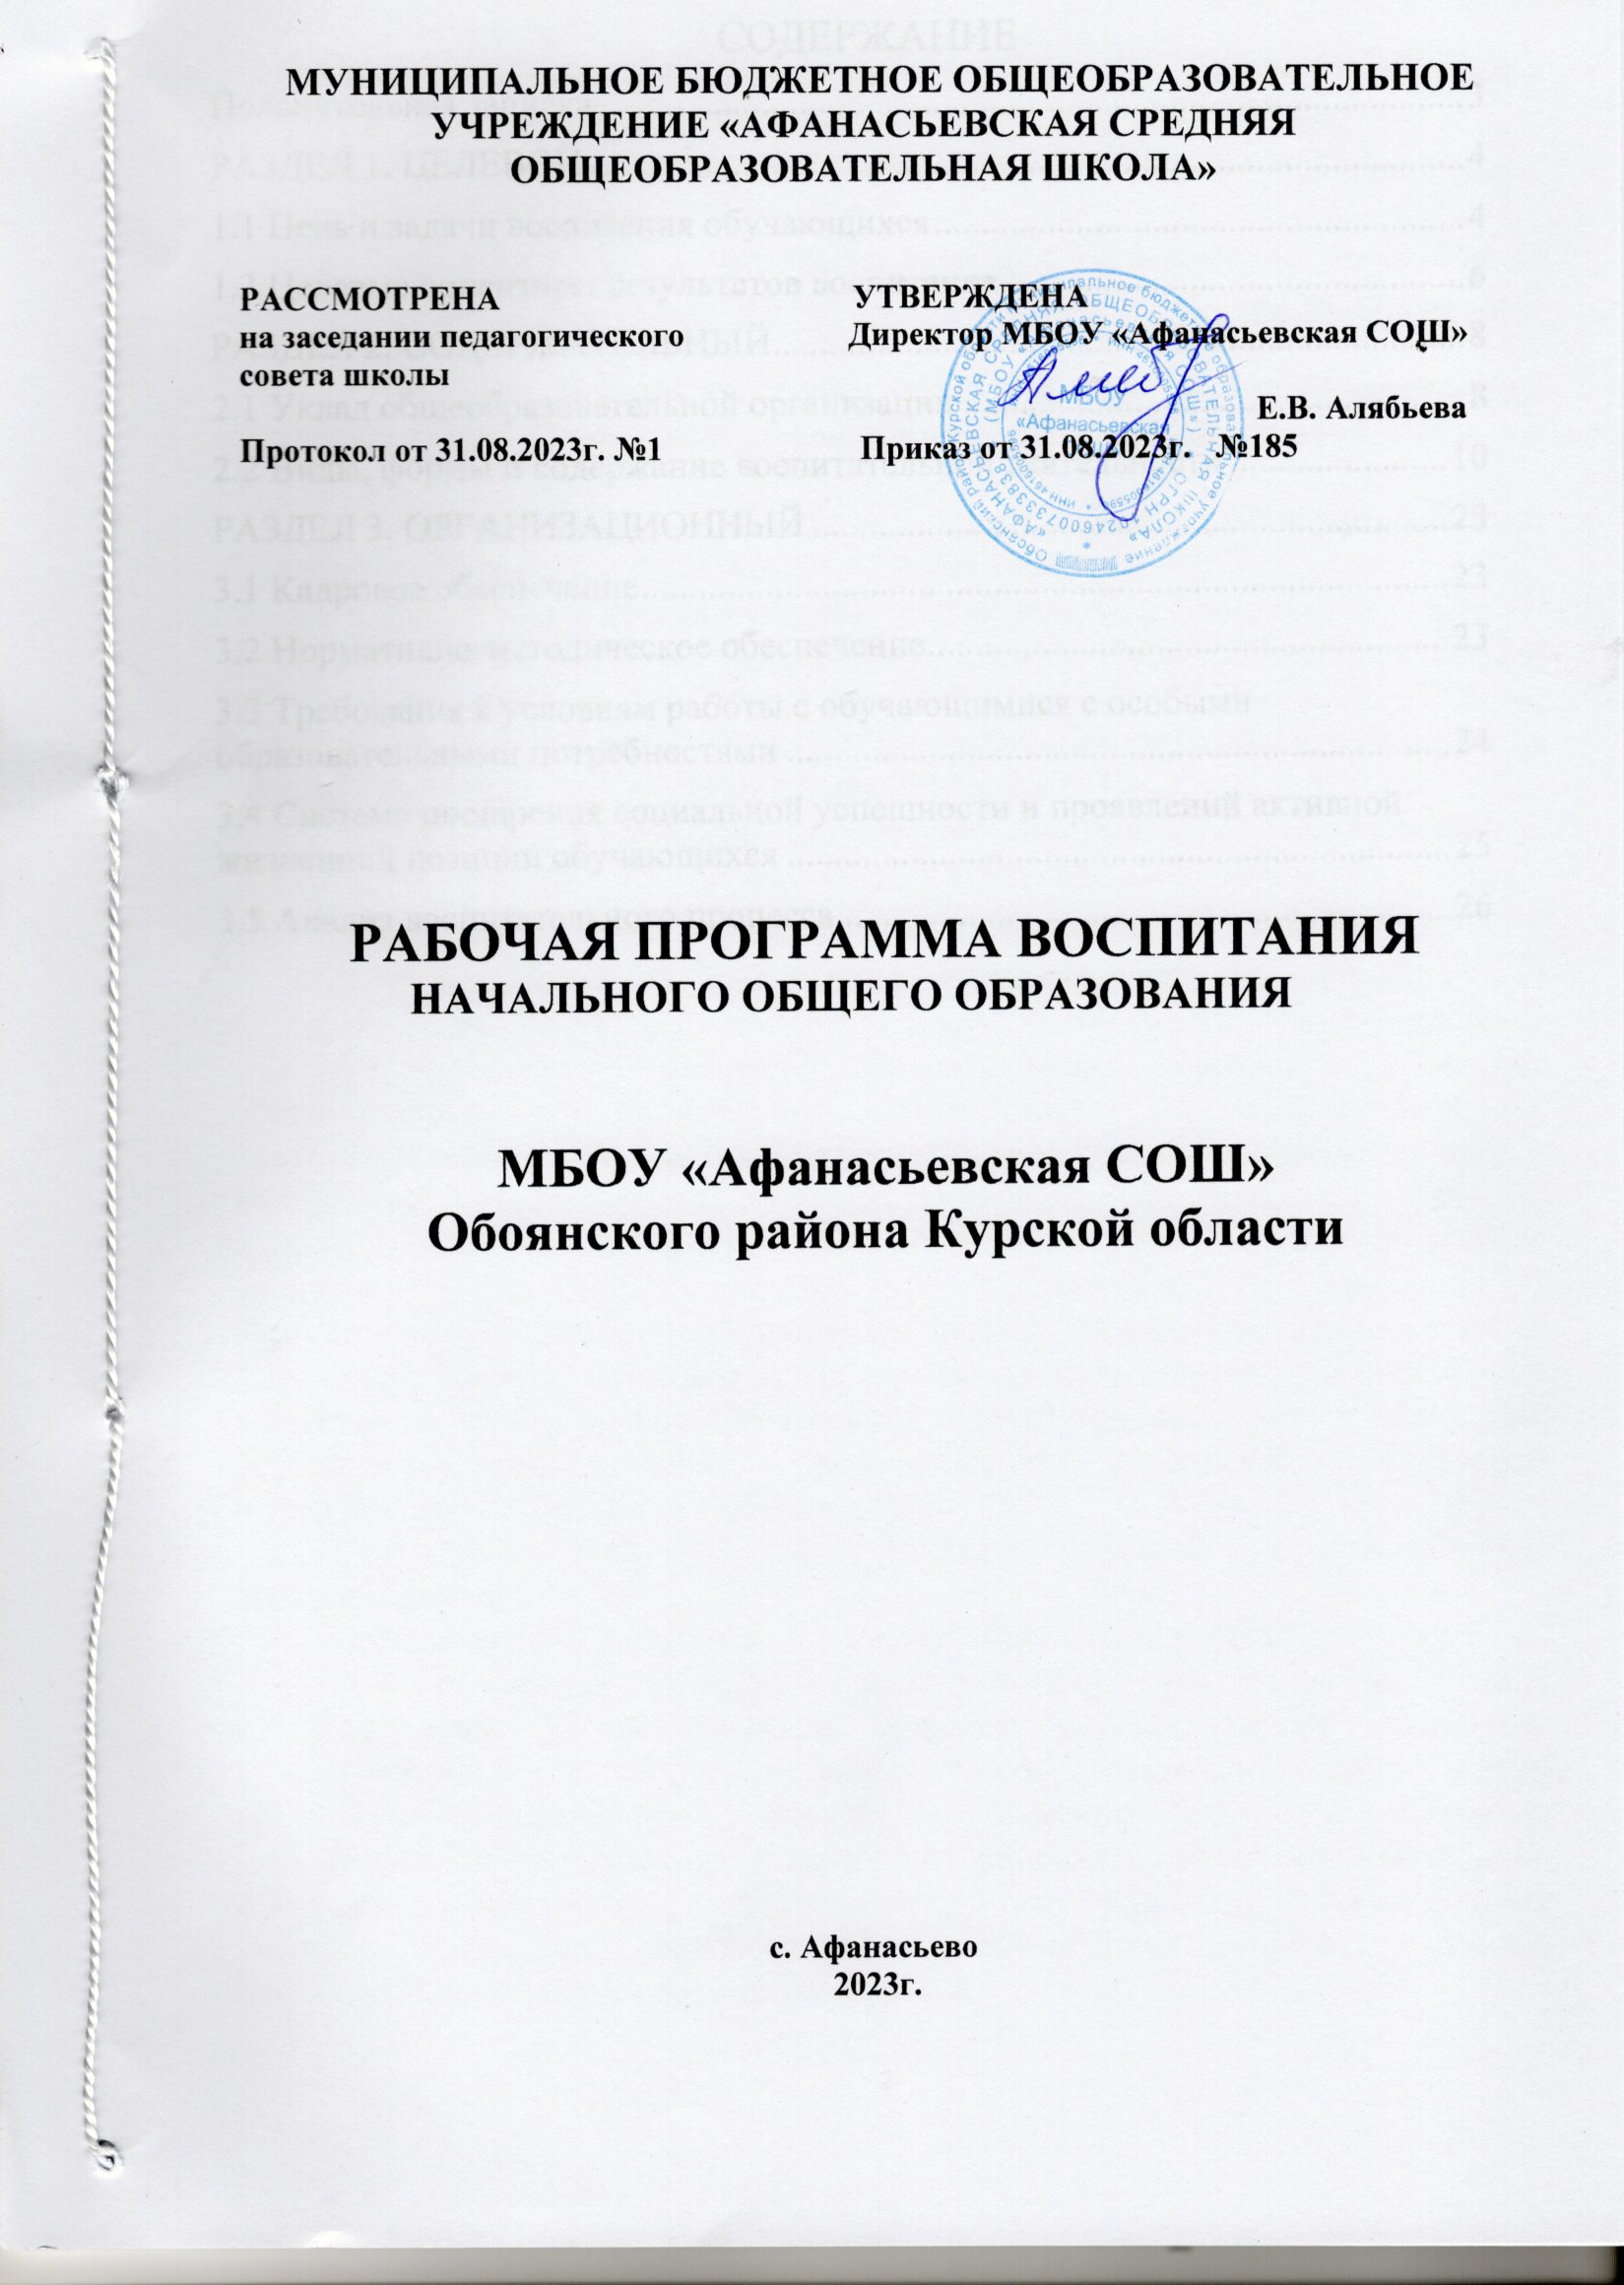 МУНИЦИПАЛЬНОЕ БЮДЖЕТНОЕ ОБЩЕОБРАЗОВАТЕЛЬНОЕ
УЧРЕЖДЕНИЕ «АФАНАСЬЕВСКАЯ СРЕДНЯЯ
ОБЩЕОБРАЗОВАТЕЛЬНАЯ ШКОЛА»
РАССМОТРЕНА
на заседании педагогического
совета школы
Протокол от 31.08.2023г. №1
УТВЕРЖДЕНА
Директор МБОУ «Афанасьевская СОШ»
Е.В. Алябьева
Приказ от 31.08.2023г. №185
МБОУ
«Афанасьевская
РАБОЧАЯ ПРОГРАММА ВОСПИТАНИЯ
НАЧАЛЬНОГО ОБЩЕГО ОБРАЗОВАНИЯ
МБОУ «Афанасьевская СОШ»
Обоянского района Курской области
с. Афанасьево
2023г.